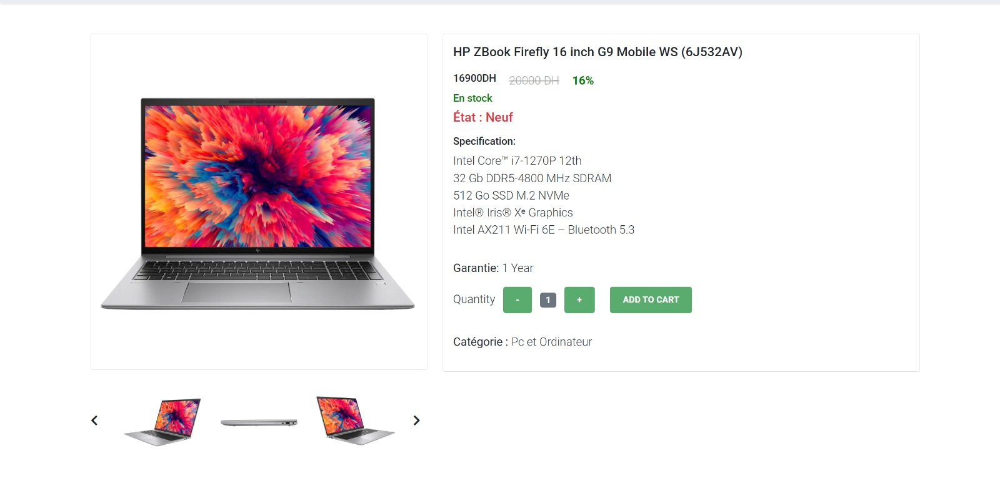 HP ZBook Firefly 16 inch G9 Mobile WS (6J532AV)
16900DH 20000 DH 16%
En stock
État : Neuf
Specification:
Intel Core™ i7-1270P 12th
32 Gb DDR5-4800 MHz SDRAM
512 Go SSD M.2 NVMe
Intel® Iris® Xᵉ Graphics
Intel AX211 Wi-Fi 6E – Bluetooth 5.3
Garantie: 1 Year
Quantity - 1 + ADD TO CART
Catégorie : Pc et Ordinateur
hp